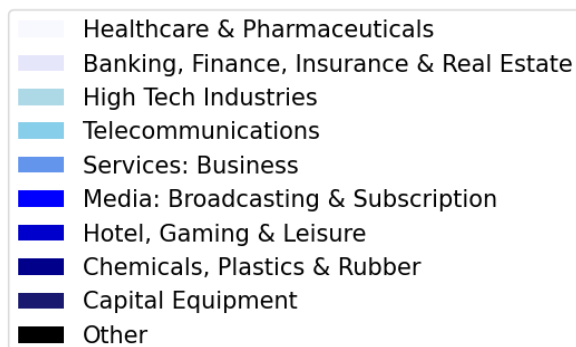 Healthcare & Pharmaceuticals
Banking, Finance, Insurance & Real Estate
High Tech Industries
Telecommunications
Services: Business
Media: Broadcasting & Subscription
Hotel, Gaming & Leisure
Chemicals, Plastics & Rubber
Capital Equipment
Other